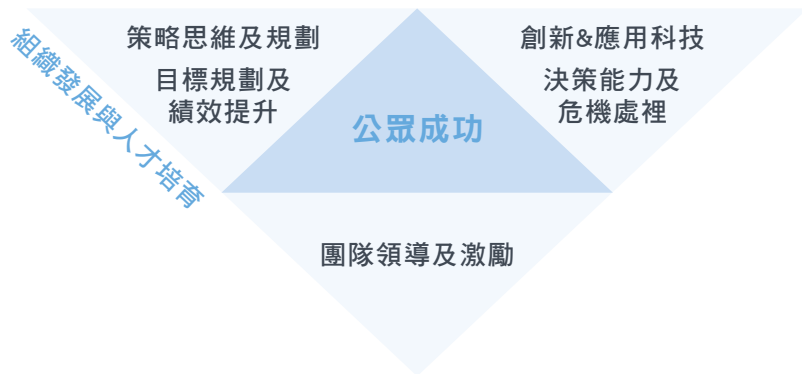 組織發展與人才培育
策略思維及規劃
目標規劃及
績效提升
公眾成功
創新&應用科技
決策能力及
危機處裡
團隊領導及激勵